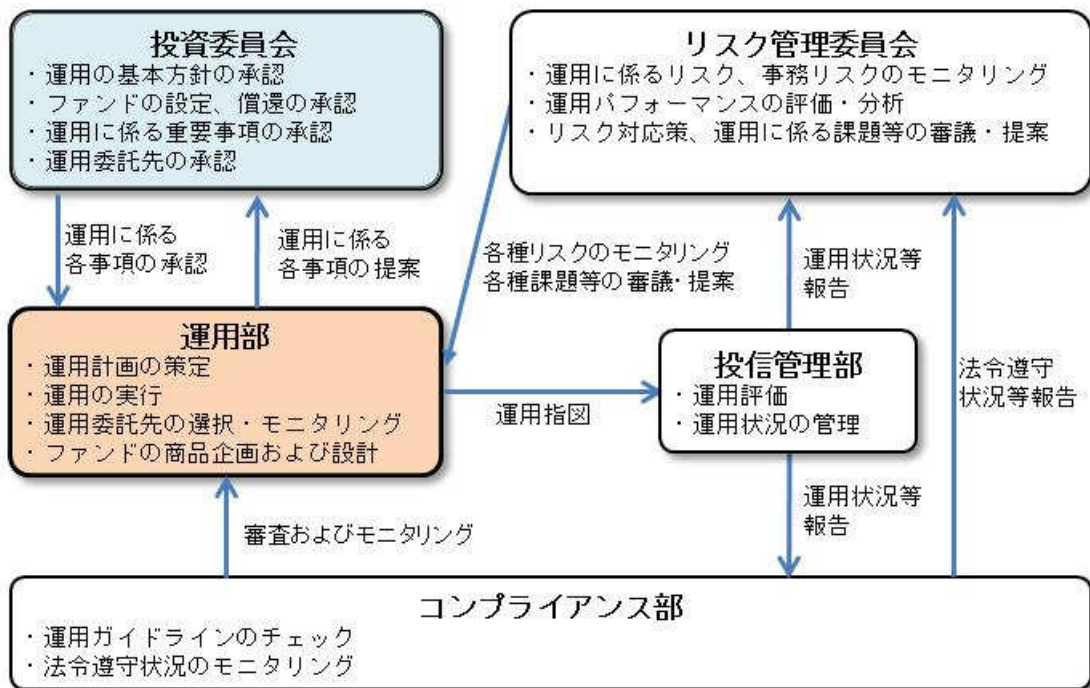 投資委員会
・運用の基本方針の承認
・ファンドの設定、償還の承認
・運用に係る重要事項の承認
・運用委託先の承認
リスク管理委員会
・運用に係るリスク、事務リスクのモニタリング
・運用パフォーマンスの評価・分析
・リスク対応策、運用に係る課題等の審議・提案
運用に係る
各事項の承認
運用に係る
各事項の提案
各種リスクのモニタリング
各種課題等の審議・提案
運用状況等
報告
運用部
・運用計画の策定
・運用の実行
・運用委託先の選択・モニタリング
・ファンドの商品企画および設計
運用指図
投信管理部
・運用評価
・運用状況の管理
法令遵守
状況等報告
審査およびモニタリング
運用状況等
報告
コンプライアンス部
・運用ガイドラインのチェック
・法令遵守状況のモニタリング